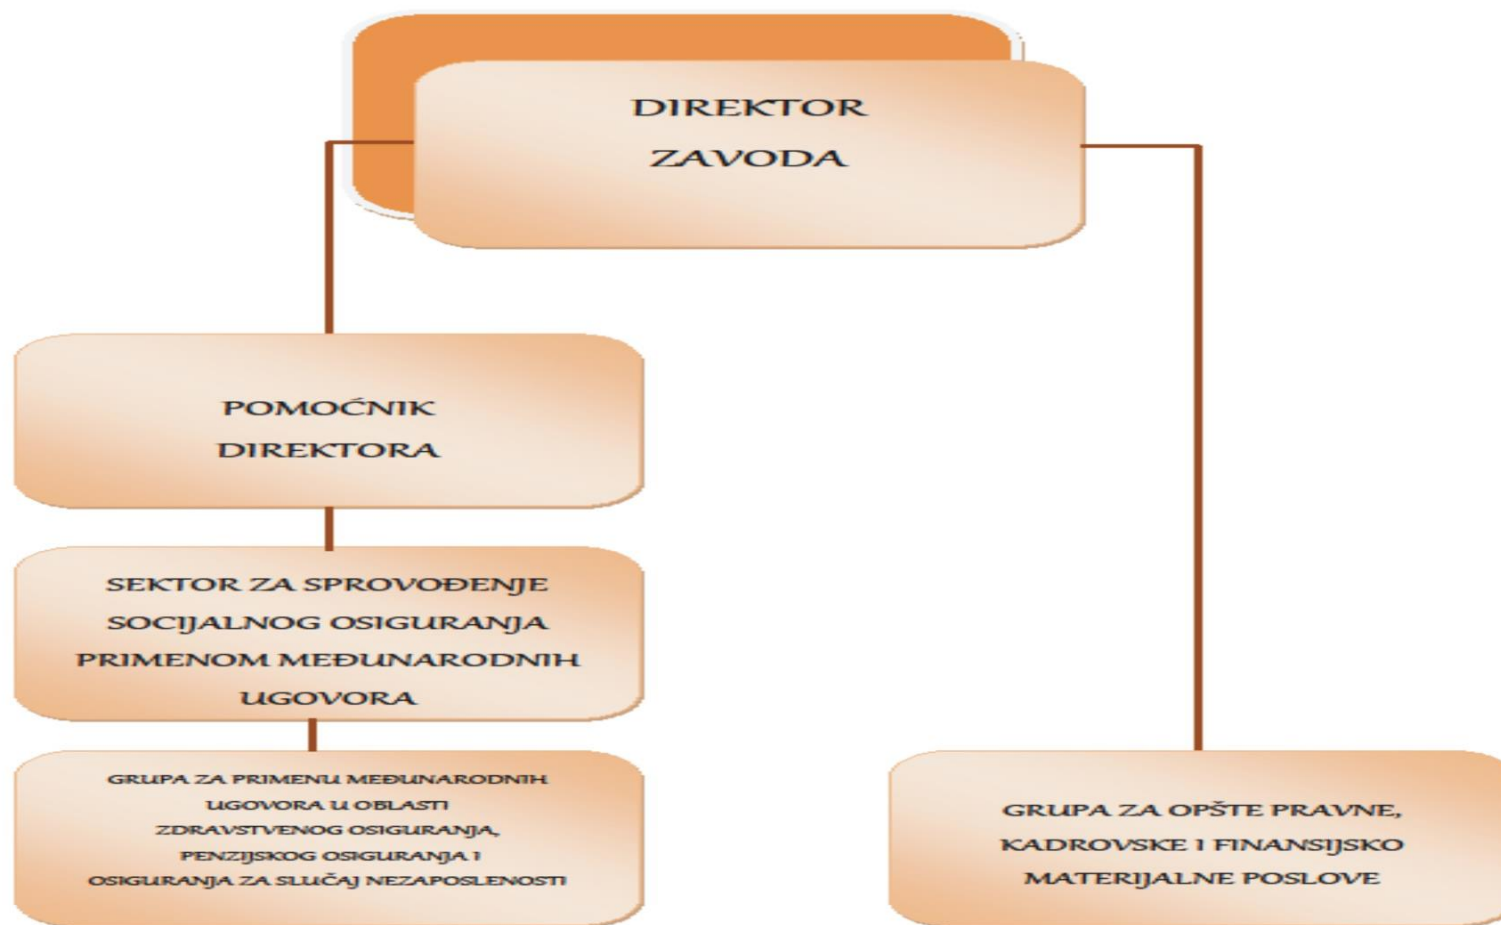 DIREKTOR
ZAVODA
POMOĆNIK
DIREKTORA
SEKTOR ZA SPROVOĐENJE
SOCIJALNOG OSIGURANJA
PRIMENOM MEĐUNARODNIH
UGOVORA
GRUPA ZA PRIMENU MEĐUNARODNIH
UGOVORA U OBLASTI
ZDRAVSTVENOG OSIGURANJA,
PENZIJSKOG OSIGURANJA I
OSIGURANJA ZA SLUČAJ NEZAPOSLENOSTI
GRUPA ZA OPŠTE PRAVNE,
KADROVSKE I FINANSIJSKO
MATERIJALNE POSLOVE